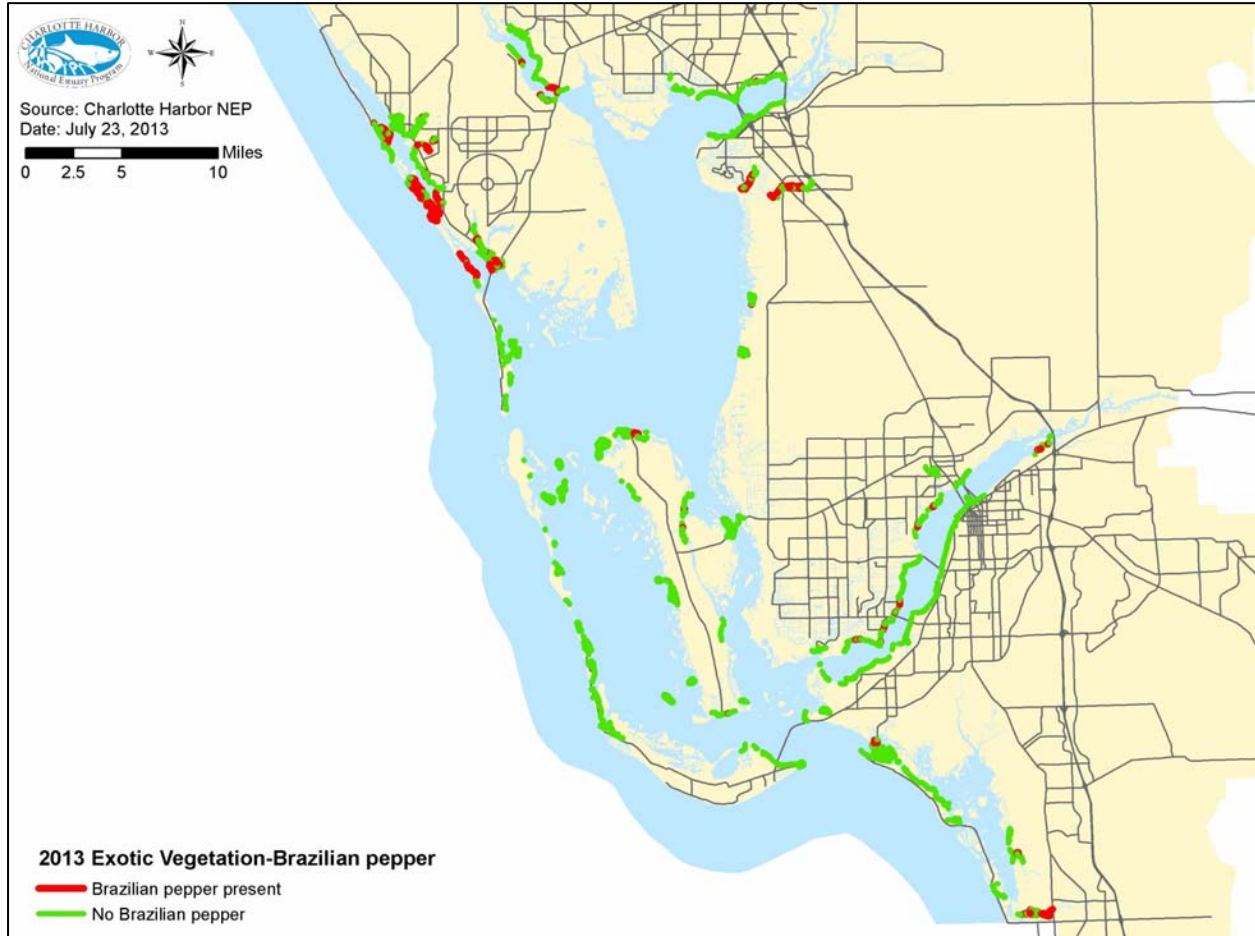 CHARLOTTE HARBOR
National Estuary Program
N
W E
S
Source: Charlotte Harbor NEP
Date: July 23, 2013
Miles
0 2.5 5 10
2013 Exotic Vegetation-Brazilian pepper
Brazilian pepper present
No Brazilian pepper